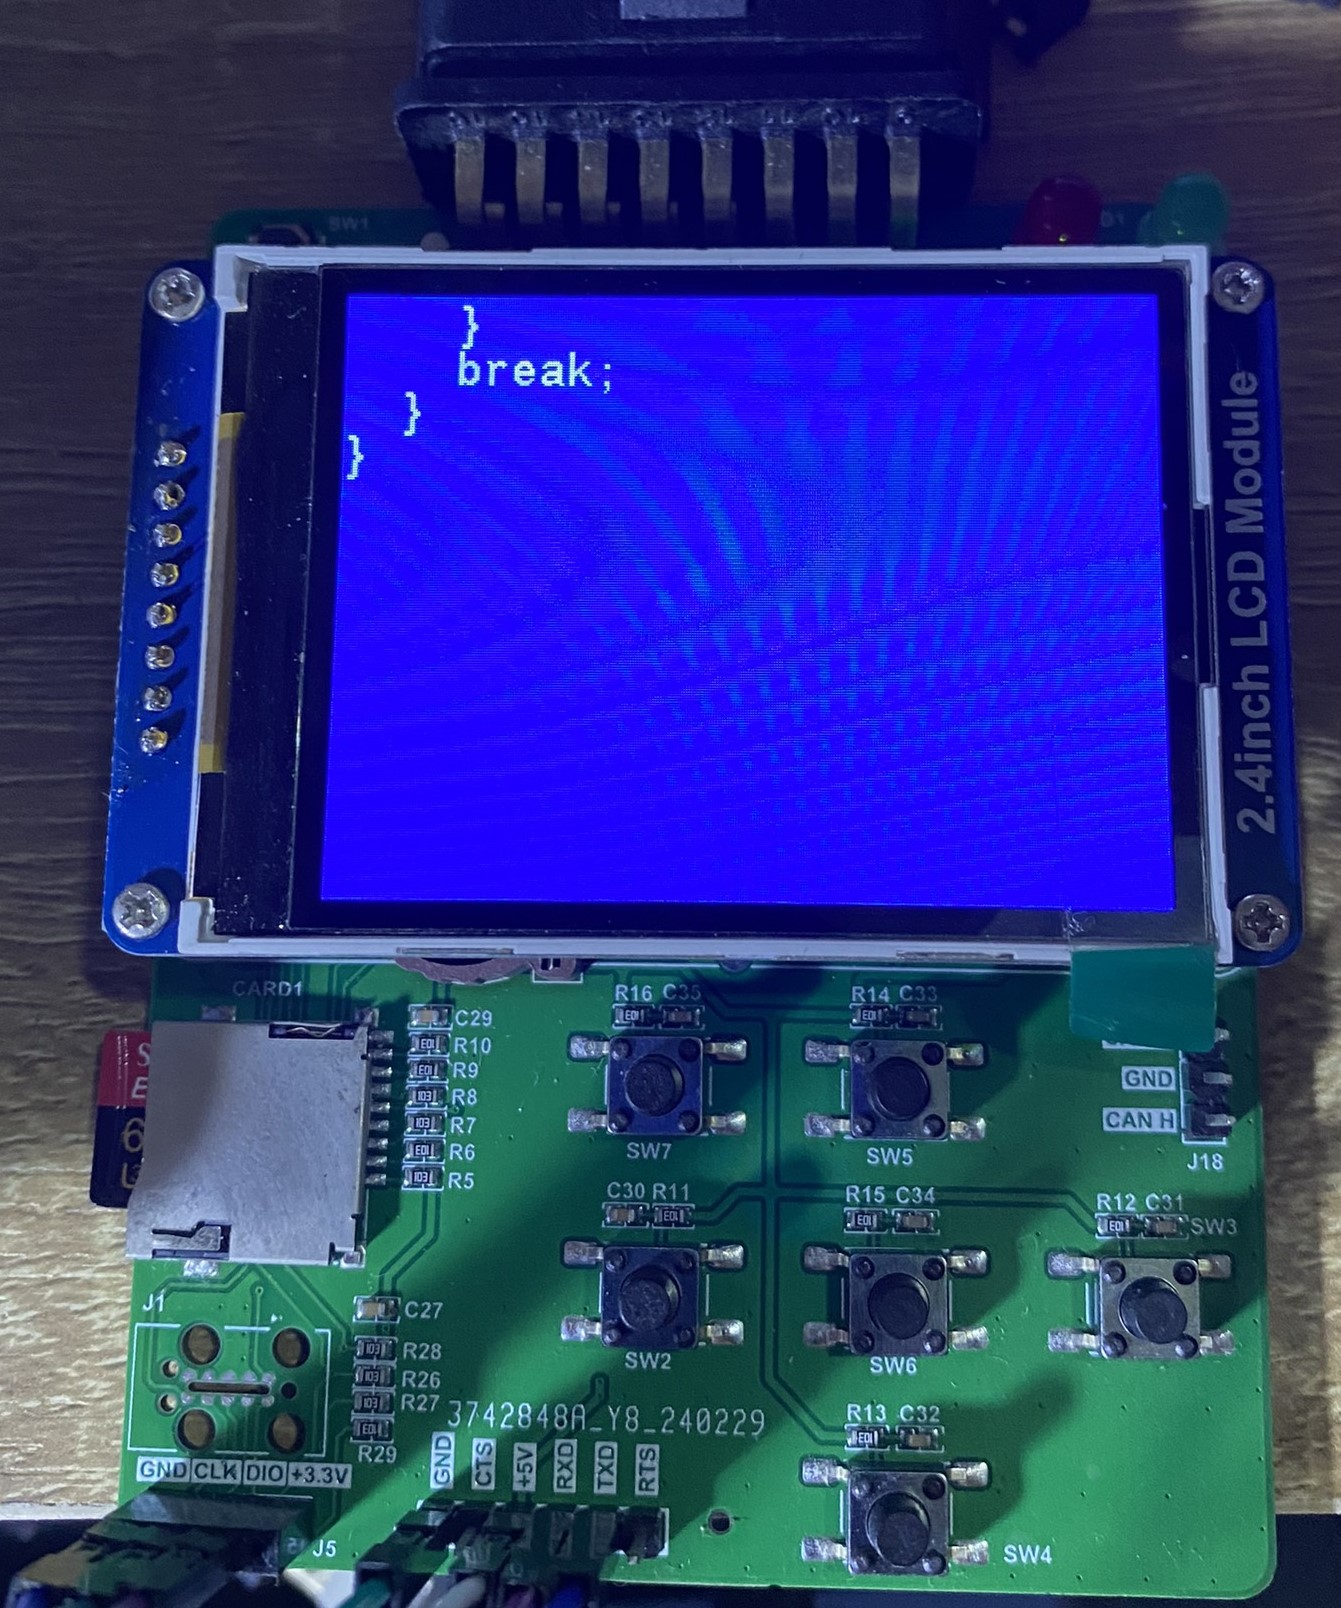 SW1
D1
}
break;
}
}
2.4inch LCD Module
CARD1
C29
R10
R9
R8
R7
R6
R5
R16 C35
SW7
R14 C33
SW5
GND
CAN H
J18
C30 R11
SW2
R15 C34
SW6
R12 C31
SW3
J1
C27
R28
R26
R27
R29
3742848A_Y8_240229
R13 C32
SW4
GND CLK DIO +3.3V
J5
GND
CTS
+5V
RXD
TXD
RTS